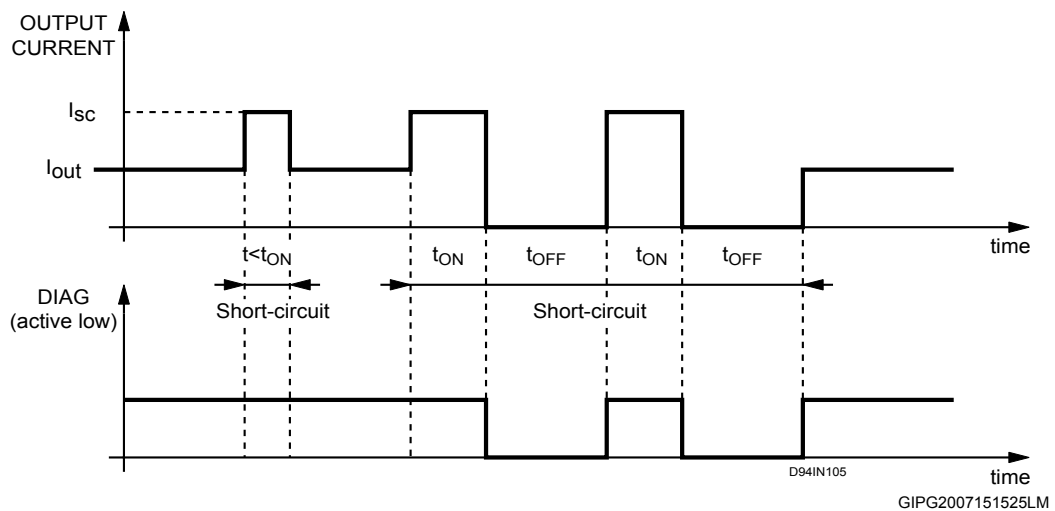 OUTPUT
CURRENT
Isc
Iout
time
t<tON
tON
tOFF
tON
tOFF
DIAG
(active low)
Short-circuit
Short-circuit
D94IN105
time
GIPG2007151525LM